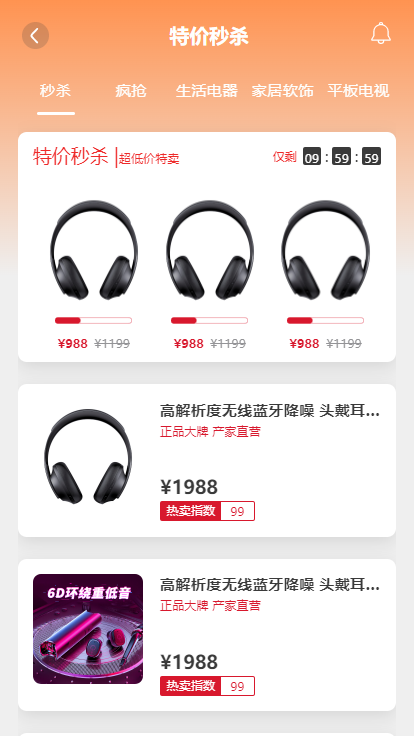 特价秒杀
秒杀 疯抢 生活电器 家居软饰 平板电视
特价秒杀 |超低价特卖 仅剩 09 : 59 : 59
¥988 ¥1199 ¥988 ¥1199 ¥988 ¥1199
高解析度无线蓝牙降噪 头戴耳...
正品大牌 产家直营
¥1988
热卖指数 99
6D环绕重低音
高解析度无线蓝牙降噪 头戴耳...
正品大牌 产家直营
¥1988
热卖指数 99